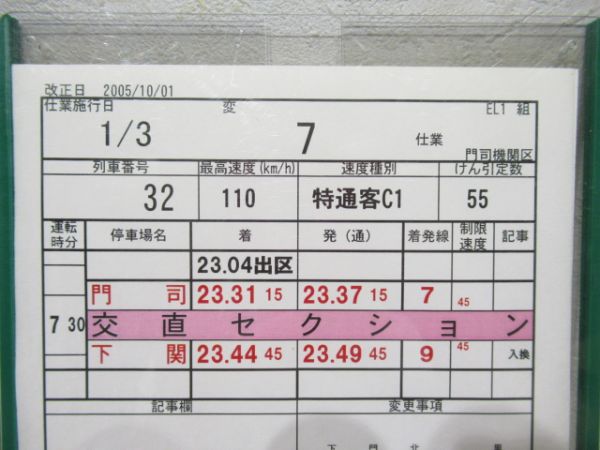 改正日 2005/10/01
仕業施行日 変 EL1 組
1/3 7 仕業
門司機関区
列車番号 最高速度(km/h) 速度種別 けん引定数
32 110 特通客C1 55
運転時分 停車場名 着 発（通） 着発線 制限速度 記事
23.04出区
門司 23.31 15 23.37 15 7 45
7 30 交直セクション
下関 23.44 45 23.49 45 9 45 入換
記事欄 変更事項
下 門 北